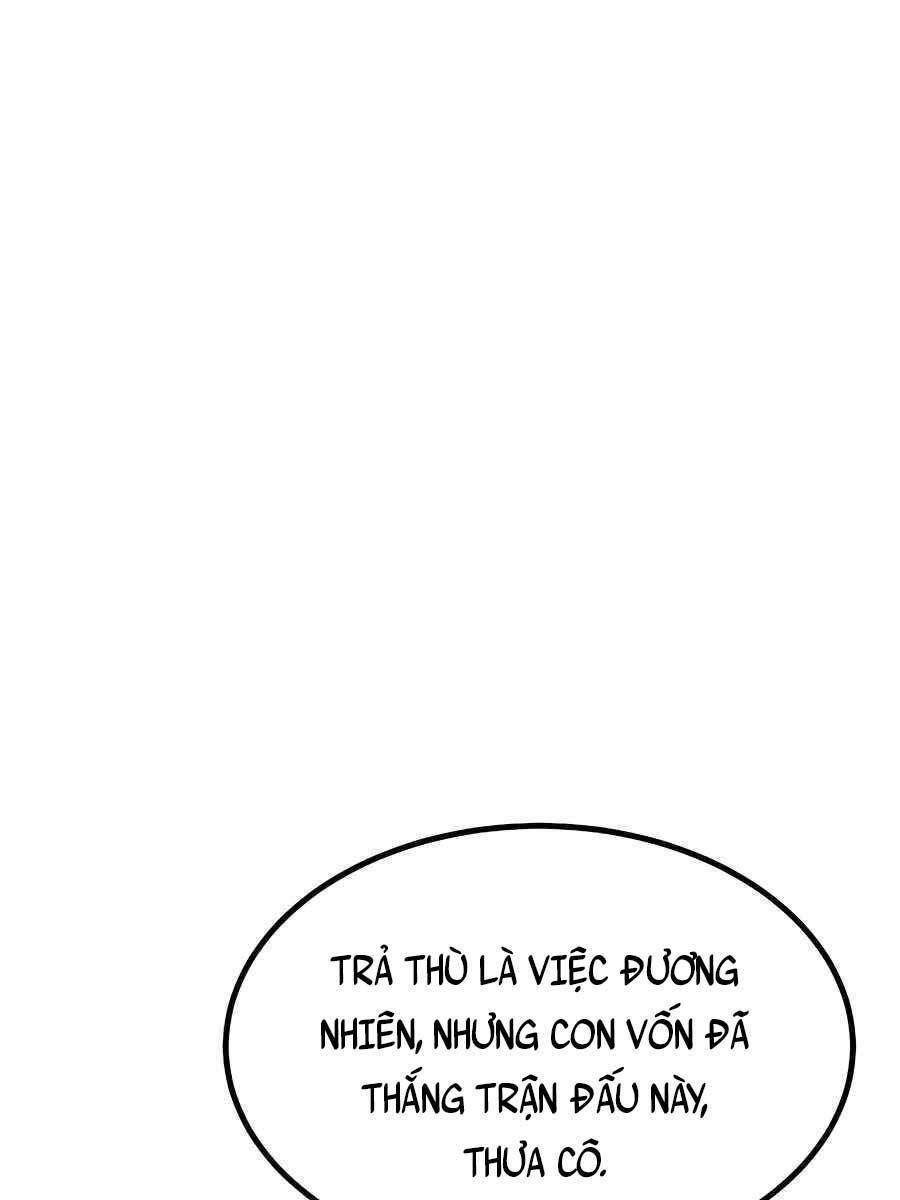 TRẢ THÙ LÀ VIỆC ĐƯƠNG
NHIÊN, NHƯNG CON VỐN ĐÃ
THẮNG TRẬN ĐẤU NÀY,
THƯA CÔ.